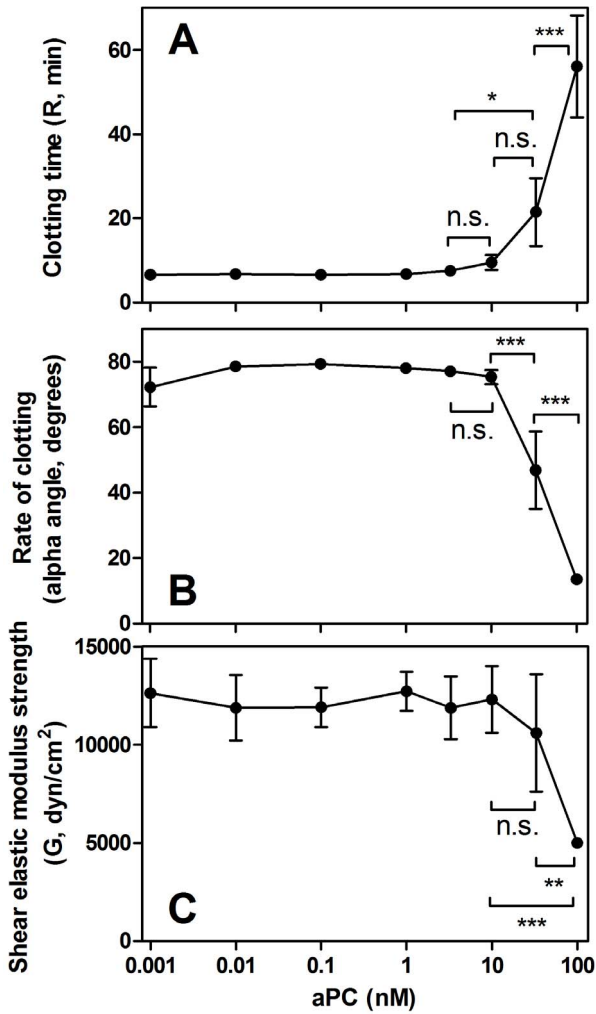 A
Clotting time (R, min)
60
40
20
0
***
*
n.s.
n.s.
B
Rate of clotting
(alpha angle, degrees)
80
60
40
20
0
***
***
n.s.
C
Shear elastic modulus strength
(G, dyn/cm²)
15000
10000
5000
0
n.s.
**
***
0.001 0.01 0.1 1 10 100
aPC (nM)